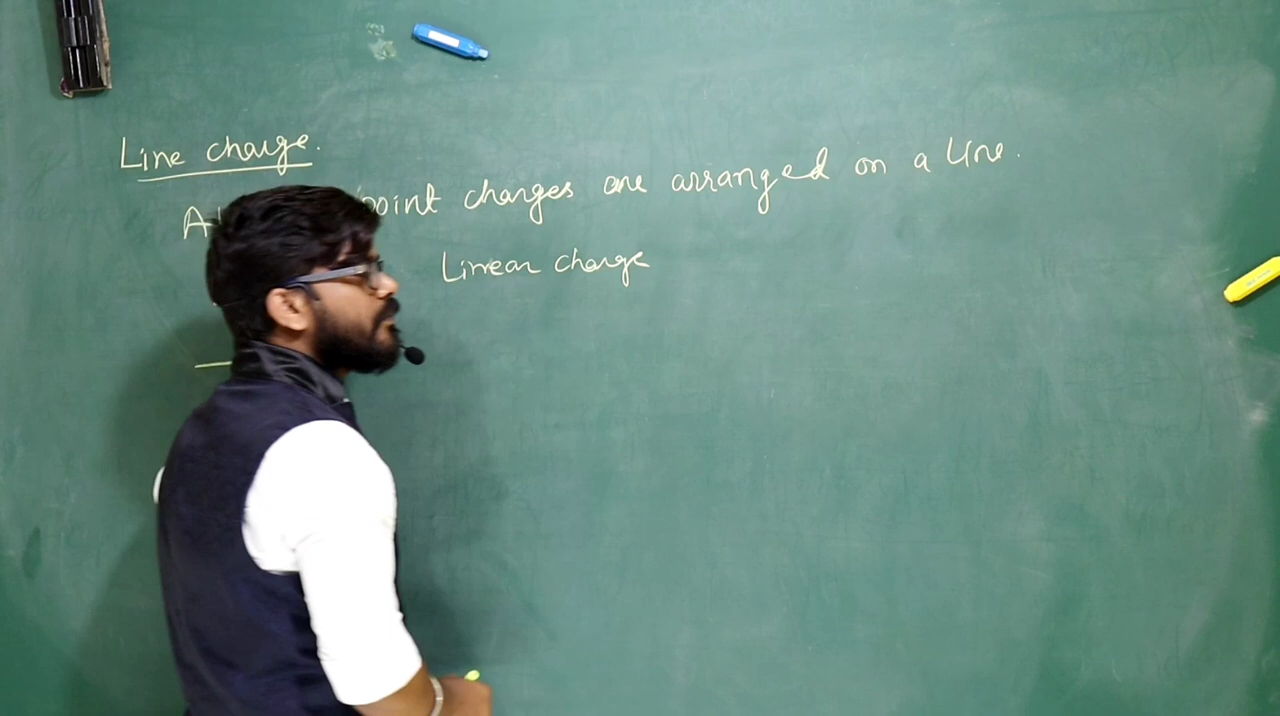 Line charge.
point charges are arranged on a line.
Linear charge